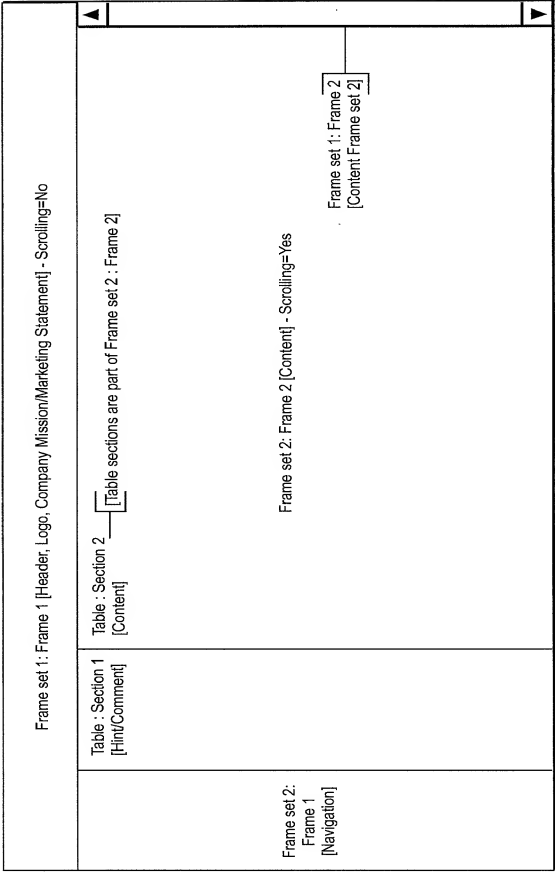 Frame set 1: Frame 1 [Header, Logo, Company Mission/Marketing Statement] - Scrolling=No
Frame set 2:
Frame 1
[Navigation]
Table : Section 1
[Hint/Comment]
Table : Section 2
[Content]
[Table sections are part of Frame set 2 : Frame 2]
Frame set 2: Frame 2 [Content] - Scrolling=Yes
Frame set 1: Frame 2
[Content Frame set 2]